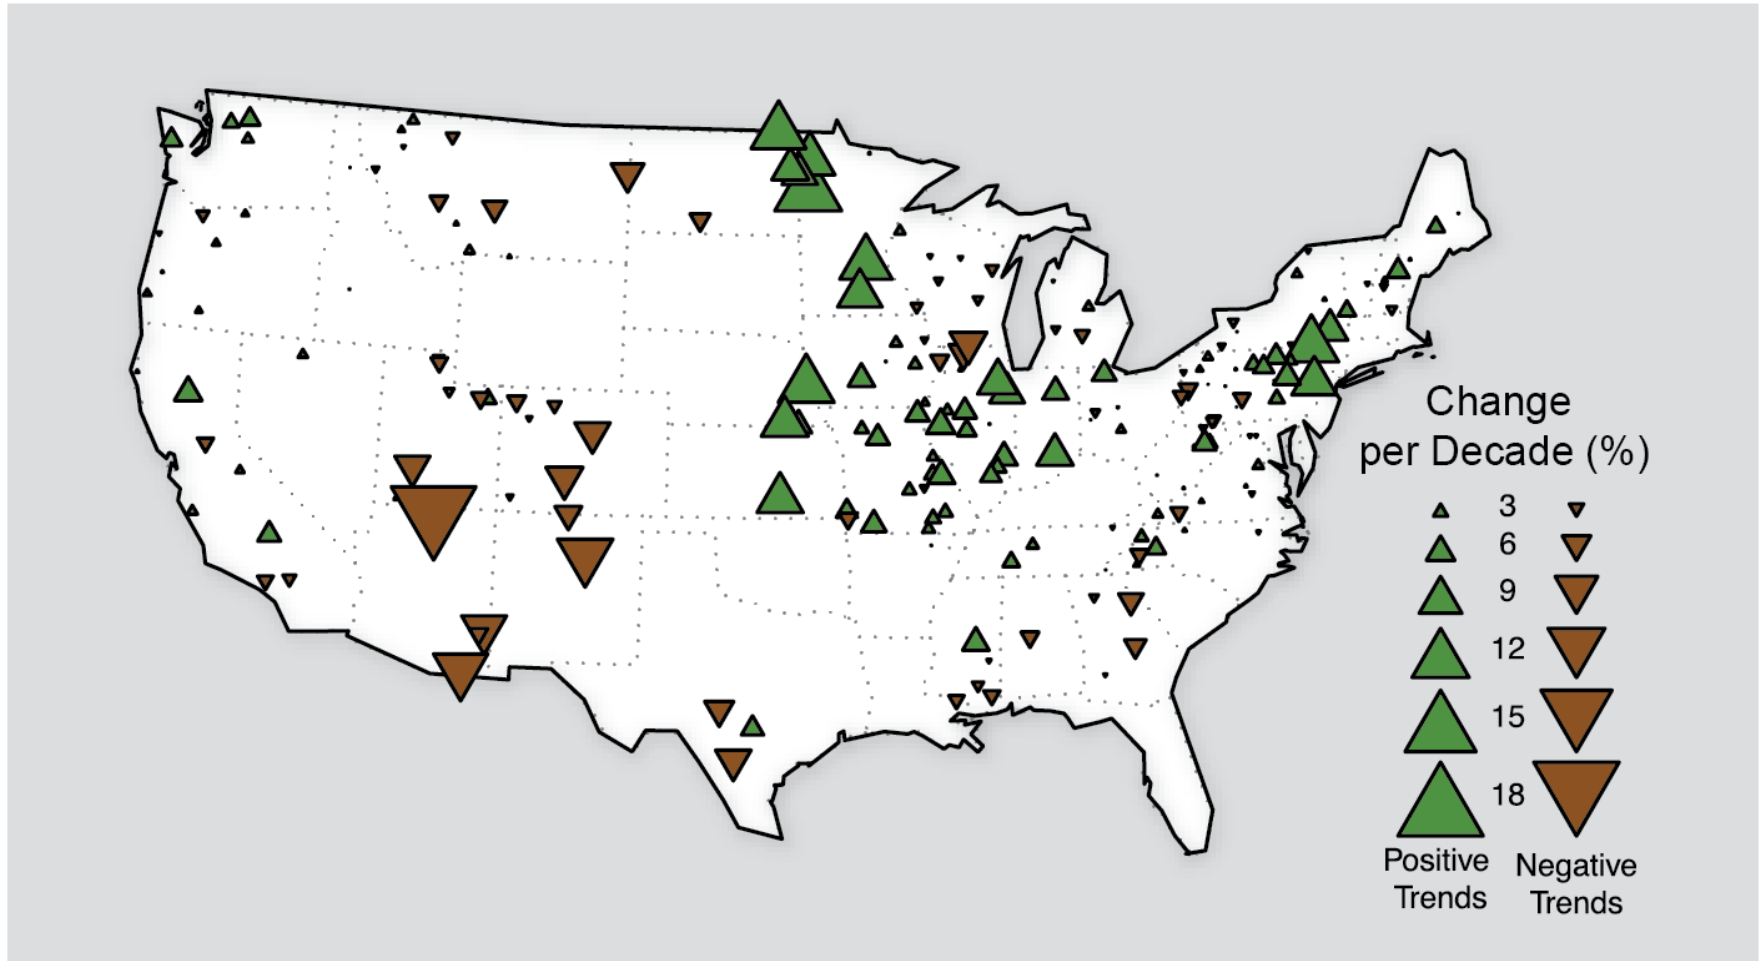 Change
per Decade (%)
3
6
9
12
15
18
Positive
Trends
Negative
Trends